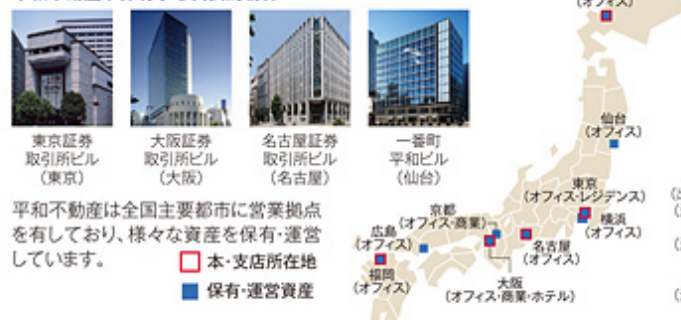 東京証券
取引所ビル
(東京)
大阪証券
取引所ビル
(大阪)
名古屋証券
取引所ビル
(名古屋)
一番町
平和ビル
(仙台)
平和不動産は全国主要都市に営業拠点
を有しており、様々な資産を保有・運営
しています。
本・支店所在地
保有・運営資産
(オフィス)
仙台
(オフィス)
東京
(オフィス・レジデンス)
横浜
(オフィス)
名古屋
(オフィス)
京都
(オフィス・商業)
大阪
(オフィス・商業・ホテル)
広島
(オフィス)
福岡
(オフィス)